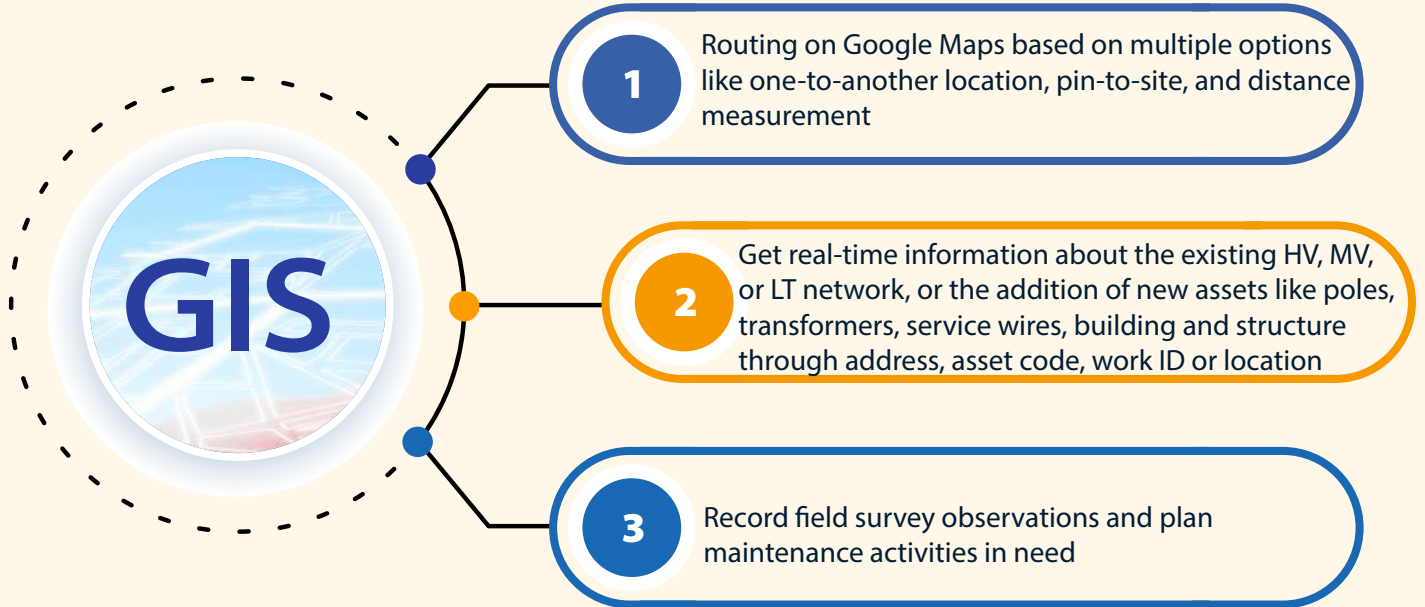 GIS
1
Routing on Google Maps based on multiple options
like one-to-another location, pin-to-site, and distance
measurement
2
Get real-time information about the existing HV, MV,
or LT network, or the addition of new assets like poles,
transformers, service wires, building and structure
through address, asset code, work ID or location
3
Record field survey observations and plan
maintenance activities in need